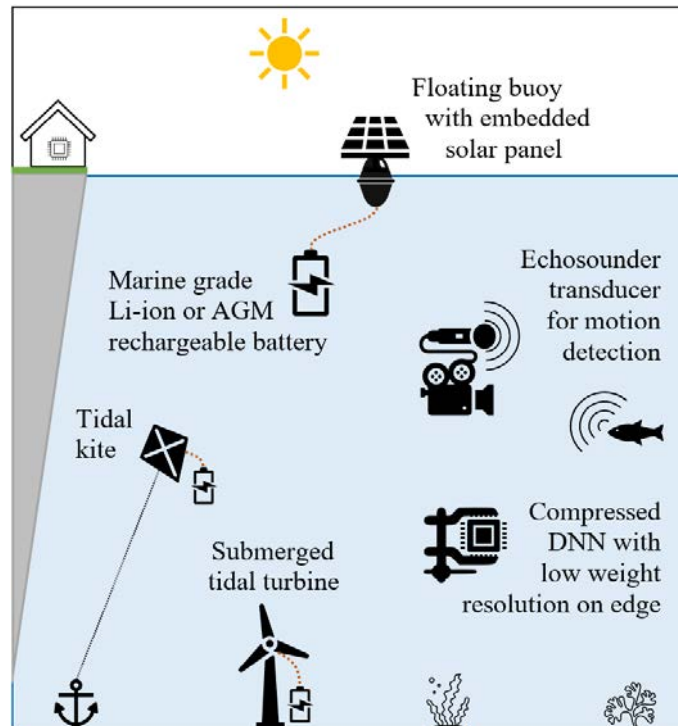 Floating buoy
with embedded
solar panel
Marine grade
Li-ion or AGM
rechargeable battery
Echosounder
transducer
for motion
detection
Tidal
kite
Submerged
tidal turbine
Compressed
DNN with
low weight
resolution on edge